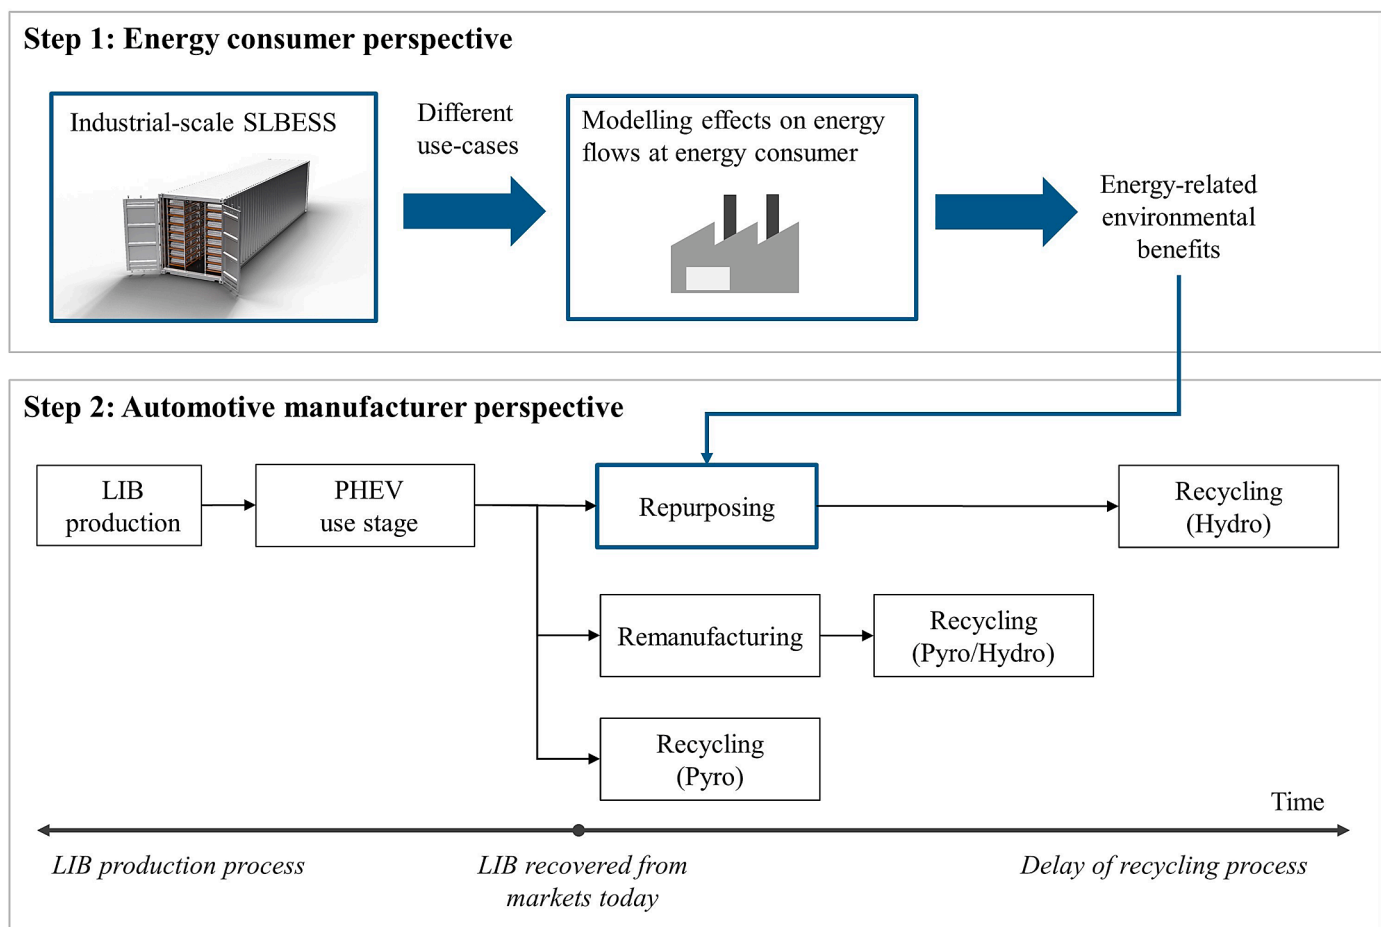 Step 1: Energy consumer perspective
Industrial-scale SLBESS
Different
use-cases
Modelling effects on energy
flows at energy consumer
Energy-related
environmental
benefits
Step 2: Automotive manufacturer perspective
LIB
production
PHEV
use stage
Repurposing
Recycling
(Hydro)
Remanufacturing
Recycling
(Pyro/Hydro)
Recycling
(Pyro)
Time
LIB production process
LIB recovered from
markets today
Delay of recycling process